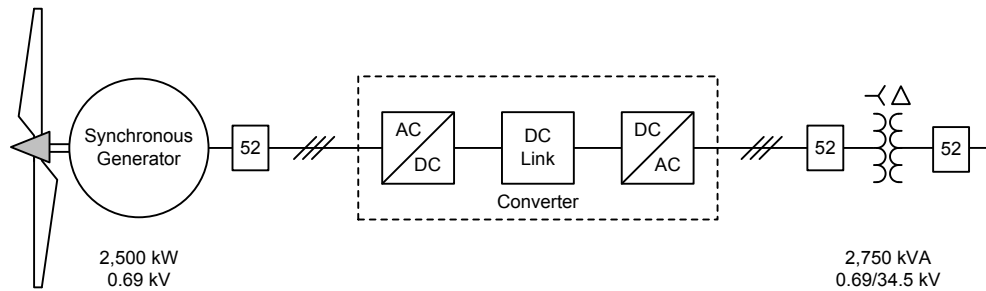 Synchronous
Generator
52
AC
DC
DC
Link
DC
AC
Converter
52
52
2,500 kW
0.69 kV
2,750 kVA
0.69/34.5 kV